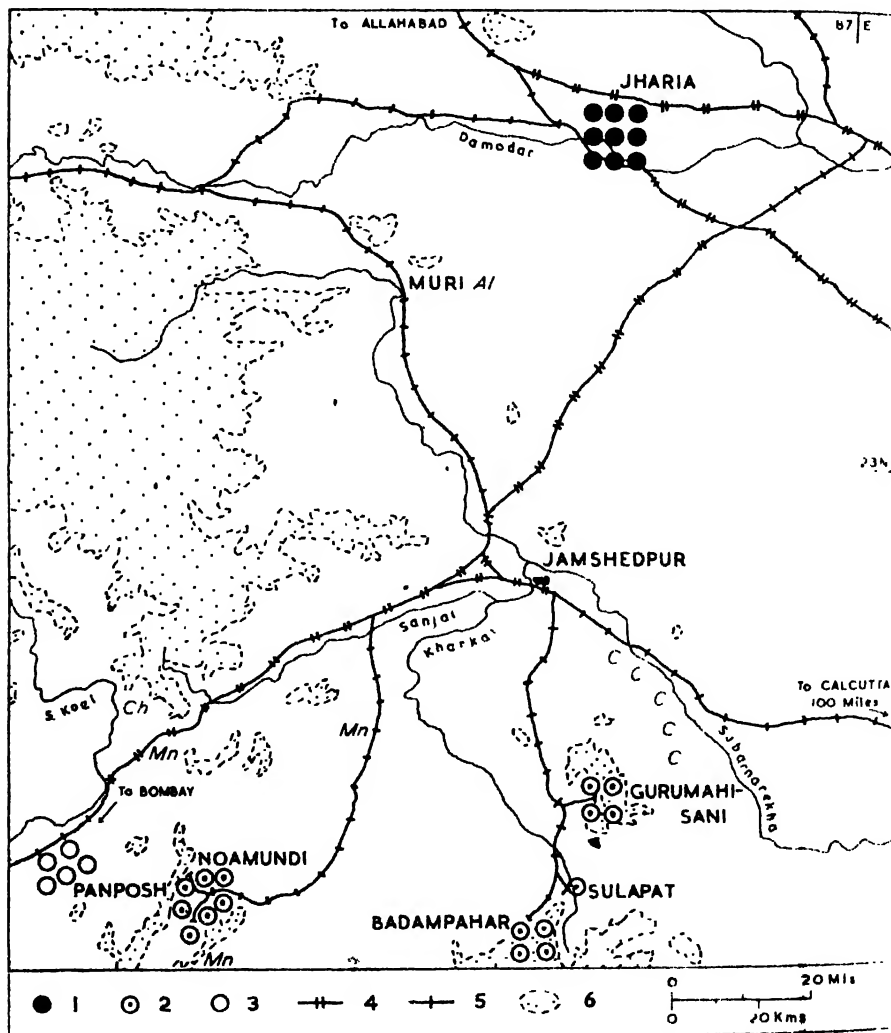 To ALLAHABAD
87 E
JHARIA
Damodar
MURI Al
23N.
JAMSHEDPUR
Sanjai
Kharkai
S. Koel
Ch
C
C
C
C
C
Subarnarekha
To CALCUTTA
100 Miles
Mn
Mn
To BOMBAY
GURUMAHI-
SANI
NOAMUNDI
PANPOSH
SULAPAT
BADAMPAHAR
Mn
1 2 3 4 5 6
0 20 Mls
0 20 Kms